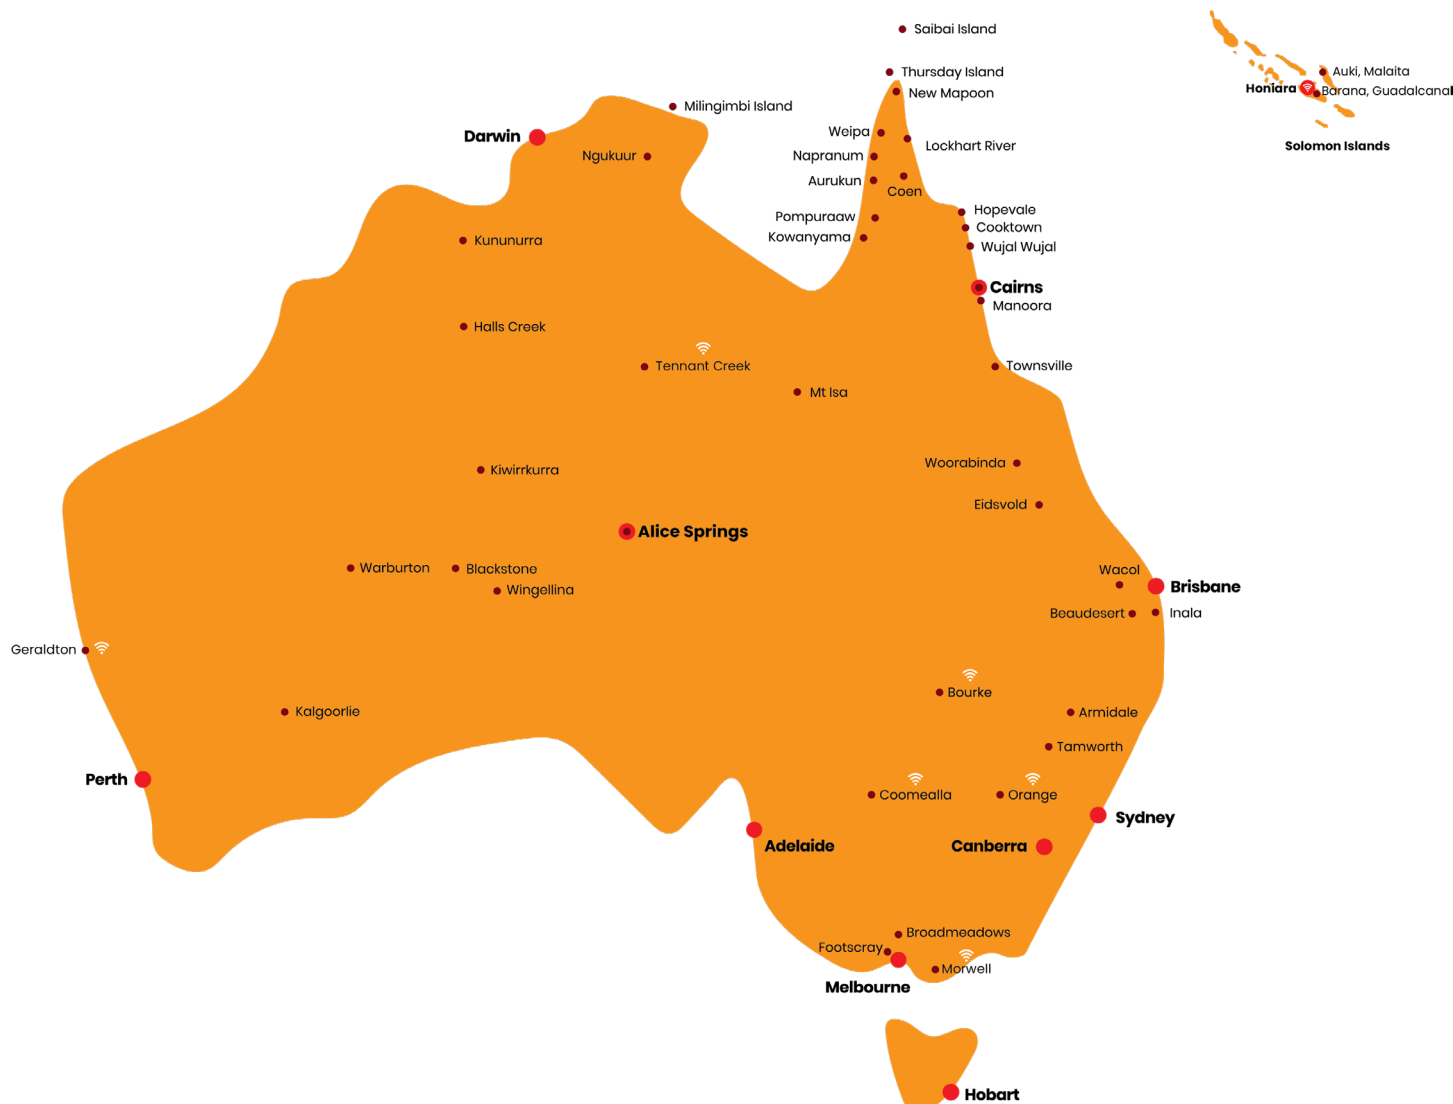 Saibai Island
Thursday Island
New Mapoon
Milingimbi Island
Darwin
Ngukuur
Weipa
Lockhart River
Napranum
Aurukun
Coen
Pompuraaw
Kowanyama
Hopevale
Cooktown
Wujal Wujal
Cairns
Manoora
Auki, Malaita
Honiara
Barana, Guadalcanal
Solomon Islands
Kununurra
Halls Creek
Tennant Creek
Mt Isa
Townsville
Kiwirrkurra
Woorabinda
Eidsvold
Alice Springs
Warburton
Blackstone
Wingellina
Wacol
Brisbane
Beaudesert
Inala
Geraldton
Kalgoorlie
Bourke
Armidale
Tamworth
Perth
Coomealla
Orange
Sydney
Adelaide
Canberra
Broadmeadows
Footscray
Morwell
Melbourne
Hobart